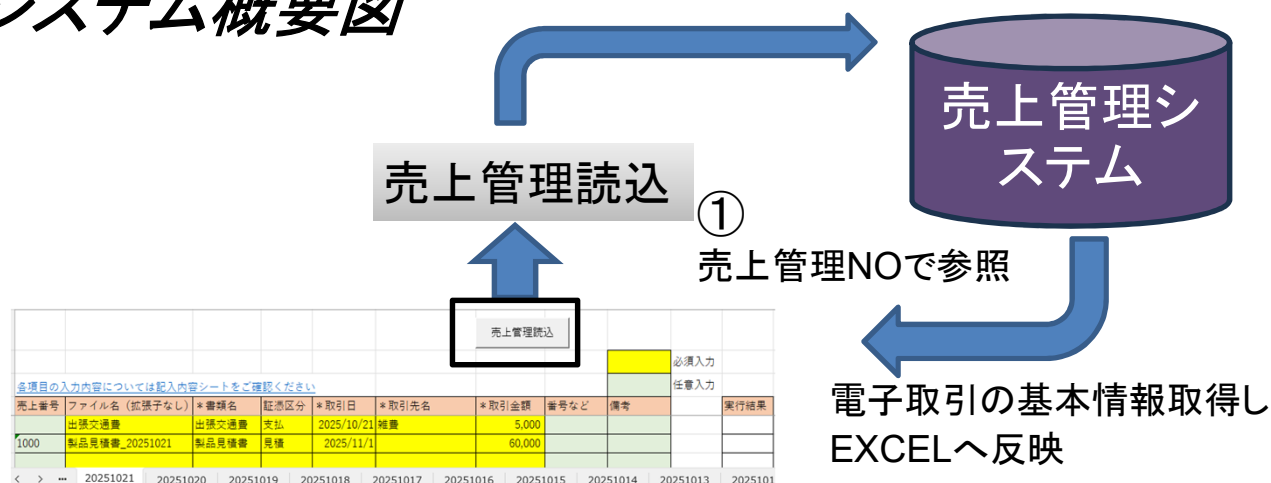 システム概要図
売上管理シ
ステム
売上管理読込
①
売上管理NOで参照
売上管理読込
必須入力
各項目の入力内容については記入内容シートをご確認ください
任意入力
売上番号 ファイル名（拡張子なし） *書類名 証憑区分 *取引日 *取引先名 *取引金額 番号など 備考 実行結果
出張交通費 出張交通費 支払 2025/10/21 雑費 5,000
1000 製品見積書_20251021 製品見積書 見積 2025/11/1 60,000
電子取引の基本情報取得し
EXCELへ反映
< > … 20251021 20251020 20251019 20251018 20251017 20251016 20251015 20251014 20251013 2025101